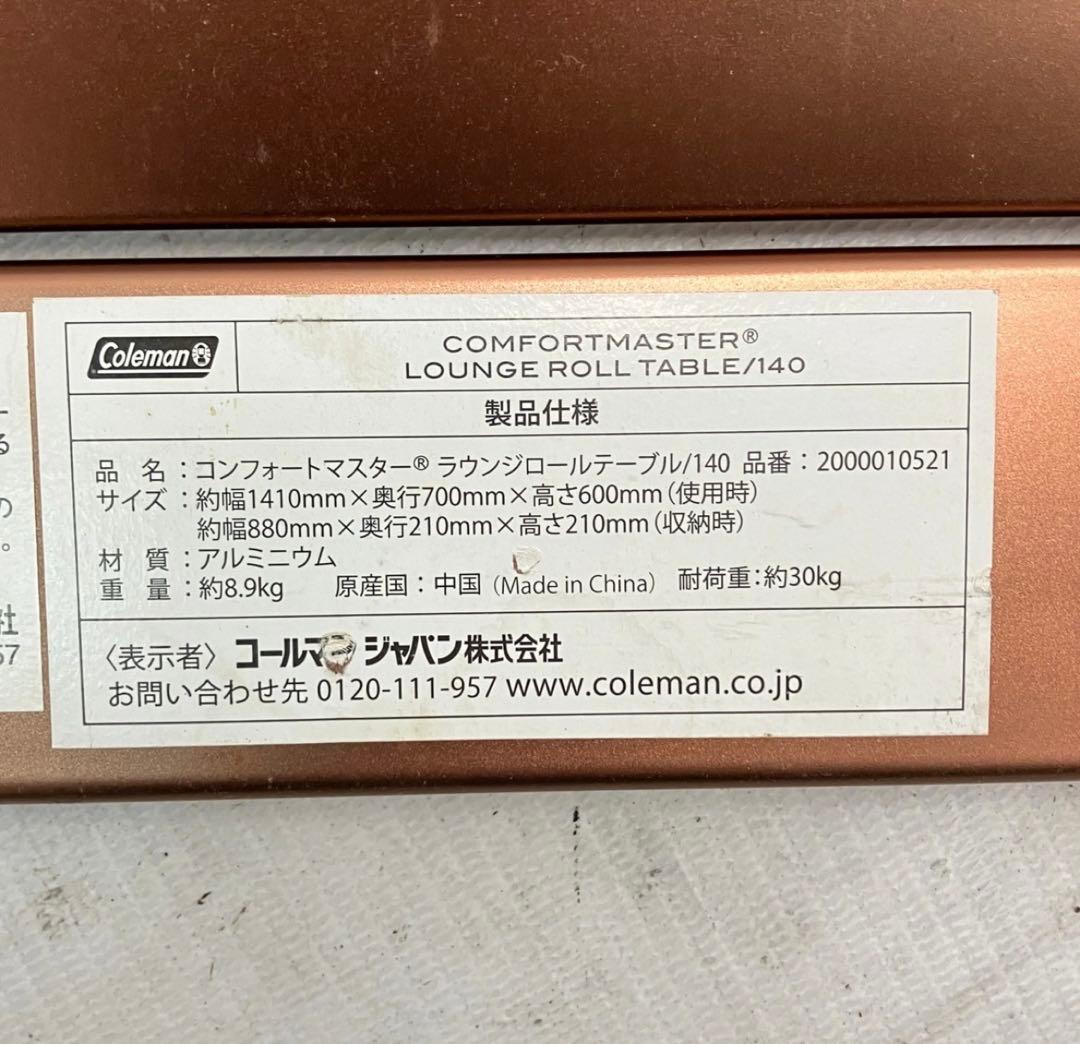 Coleman
COMFORTMASTER®
LOUNGE ROLL TABLE/140
製品仕様
品 名：コンフォートマスター® ラウンジロールテーブル/140 品番：2000010521
サイズ：約幅1410mm×奥行700mm×高さ600mm（使用時）
約幅880mm×奥行210mm×高さ210mm（収納時）
材 質：アルミニウム
重 量：約8.9kg 原産国：中国（Made in China） 耐荷重：約30kg
〈表示者〉 コールマ ジャパン株式会社
お問い合わせ先 0120-111-957 www.coleman.co.jp
る
の
。
社
57